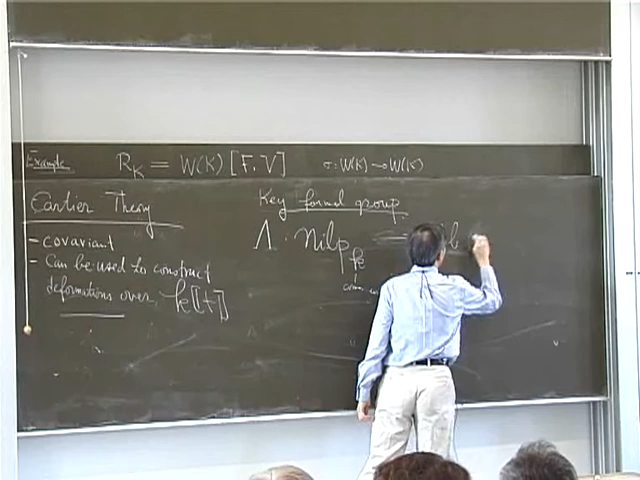 Example R_K = W(K) [F, V] σ: W(K) → W(K)
Cartier Theory
- covariant
- Can be used to construct
deformations over k[[t]]
Key formal group
Λ : nilp_k →